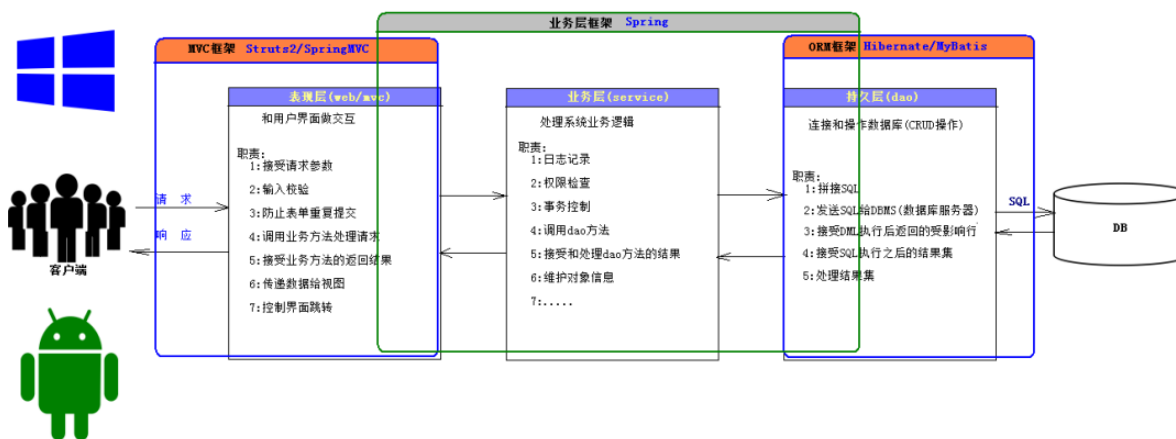 业务层框架 Spring
MVC框架 Struts2/SpringMVC
ORM框架 Hibernate/MyBatis
表现层(web/mvc)
和用户界面做交互
职责:
1:接受请求参数
2:输入校验
3:防止表单重复提交
4:调用业务方法处理请求
5:接受业务方法的返回结果
6:传递数据给视图
7:控制界面跳转
业务层(service)
处理系统业务逻辑
职责:
1:日志记录
2:权限检查
3:事务控制
4:调用dao方法
5:接受和处理dao方法的结果
6:维护对象信息
7:.....
持久层(dao)
连接和操作数据库(CRUD操作)
职责:
1:拼接SQL
2:发送SQL给DBMS(数据库服务器)
3:接受DML执行后返回的受影响行
4:接受SQL执行之后的结果集
5:处理结果集
请 求
响 应
客户端
SQL
DB